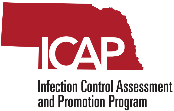 ICAP
Infection Control Assessment
and Promotion Program